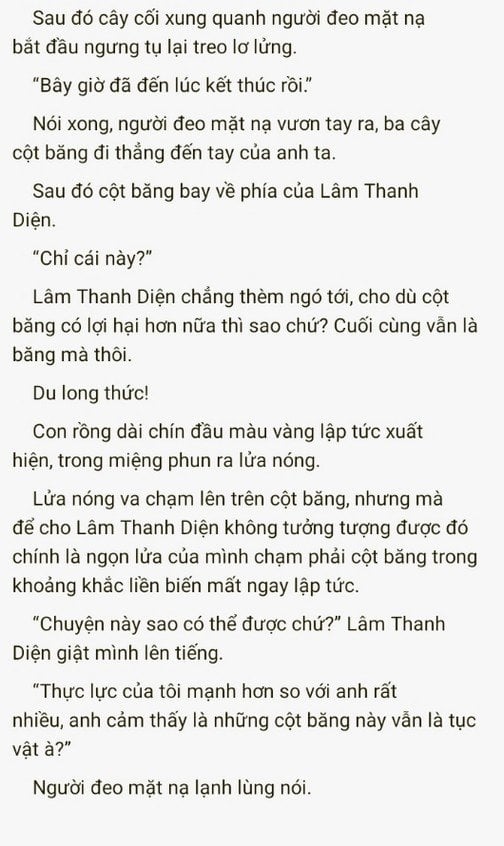 Sau đó cây cối xung quanh người đeo mặt nạ
bắt đầu ngưng tụ lại treo lơ lửng.
“Bây giờ đã đến lúc kết thúc rồi.”
Nói xong, người đeo mặt nạ vươn tay ra, ba cây
cột băng đi thẳng đến tay của anh ta.
Sau đó cột băng bay về phía của Lâm Thanh
Diện.
“Chỉ cái này?”
Lâm Thanh Diện chẳng thèm ngó tới, cho dù cột
băng có lợi hại hơn nữa thì sao chứ? Cuối cùng vẫn là
băng mà thôi.
Du long thức!
Con rồng dài chín đầu màu vàng lập tức xuất
hiện, trong miệng phun ra lửa nóng.
Lửa nóng va chạm lên trên cột băng, nhưng mà
để cho Lâm Thanh Diện không tưởng tượng được đó
chính là ngọn lửa của mình chạm phải cột băng trong
khoảng khắc liền biến mất ngay lập tức.
“Chuyện này sao có thể được chứ?” Lâm Thanh
Diện giật mình lên tiếng.
“Thực lực của tôi mạnh hơn so với anh rất
nhiều, anh cảm thấy là những cột băng này vẫn là tục
vật à?”
Người đeo mặt nạ lạnh lùng nói.